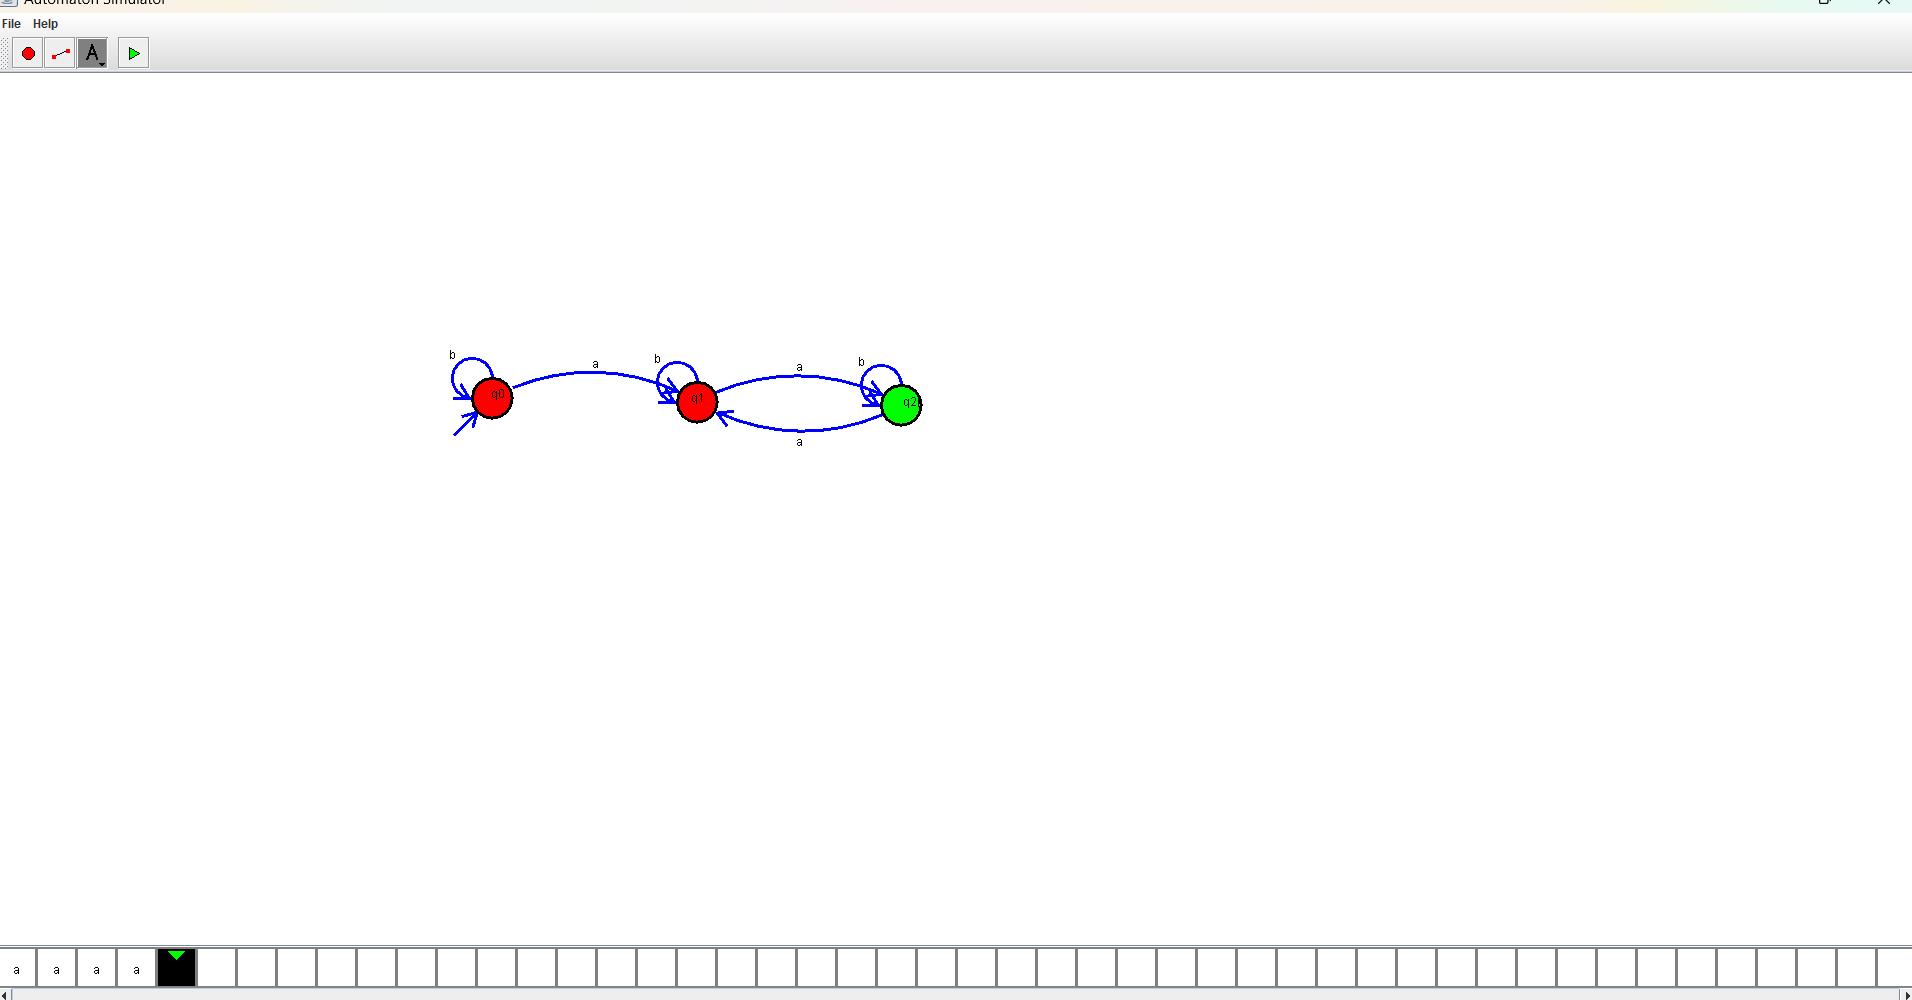 Automaton Simulator
File Help
A
b a b a b
q0 q1 q2
a
a a a a